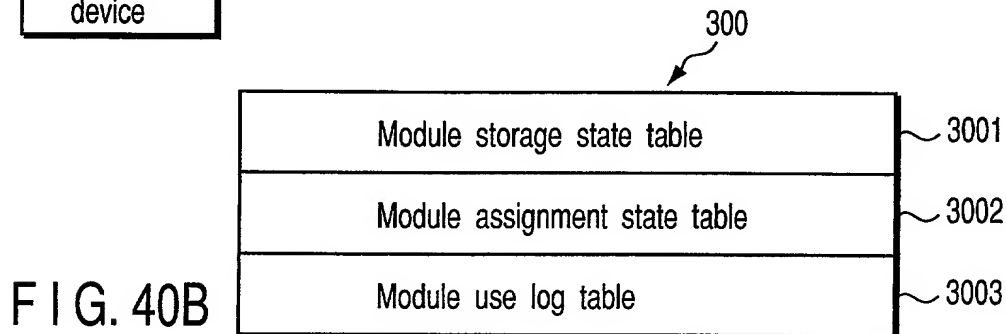 device
300
Module storage state table
3001
Module assignment state table
3002
Module use log table
3003
FIG. 40B